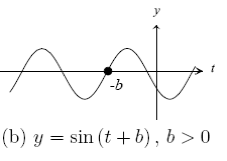 y
t
-b
(b) y = sin (t + b) , b > 0